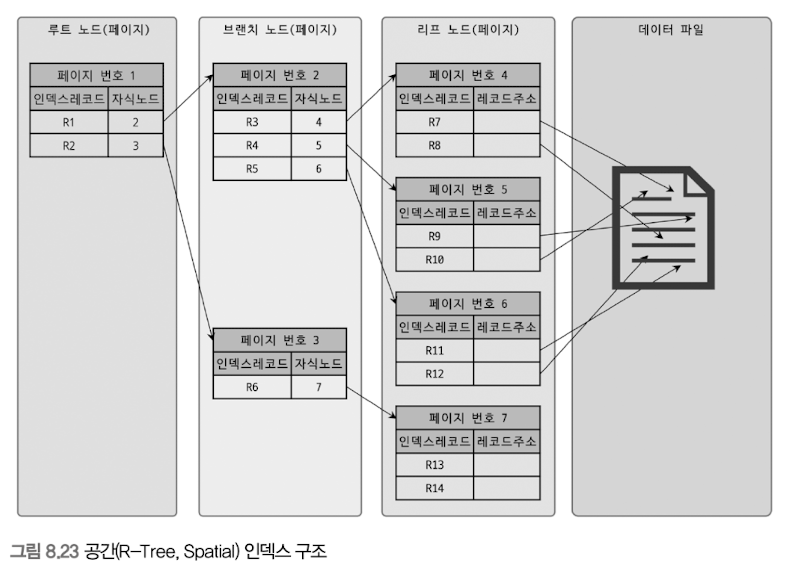 루트 노드(페이지)
페이지 번호 1
인덱스레코드 자식노드
R1 2
R2 3
브랜치 노드(페이지)
페이지 번호 2
인덱스레코드 자식노드
R3 4
R4 5
R5 6
페이지 번호 3
인덱스레코드 자식노드
R6 7
리프 노드(페이지)
페이지 번호 4
인덱스레코드 레코드주소
R7
R8
페이지 번호 5
인덱스레코드 레코드주소
R9
R10
페이지 번호 6
인덱스레코드 레코드주소
R11
R12
페이지 번호 7
인덱스레코드 레코드주소
R13
R14
데이터 파일
그림 8.23 공간(R-Tree, Spatial) 인덱스 구조